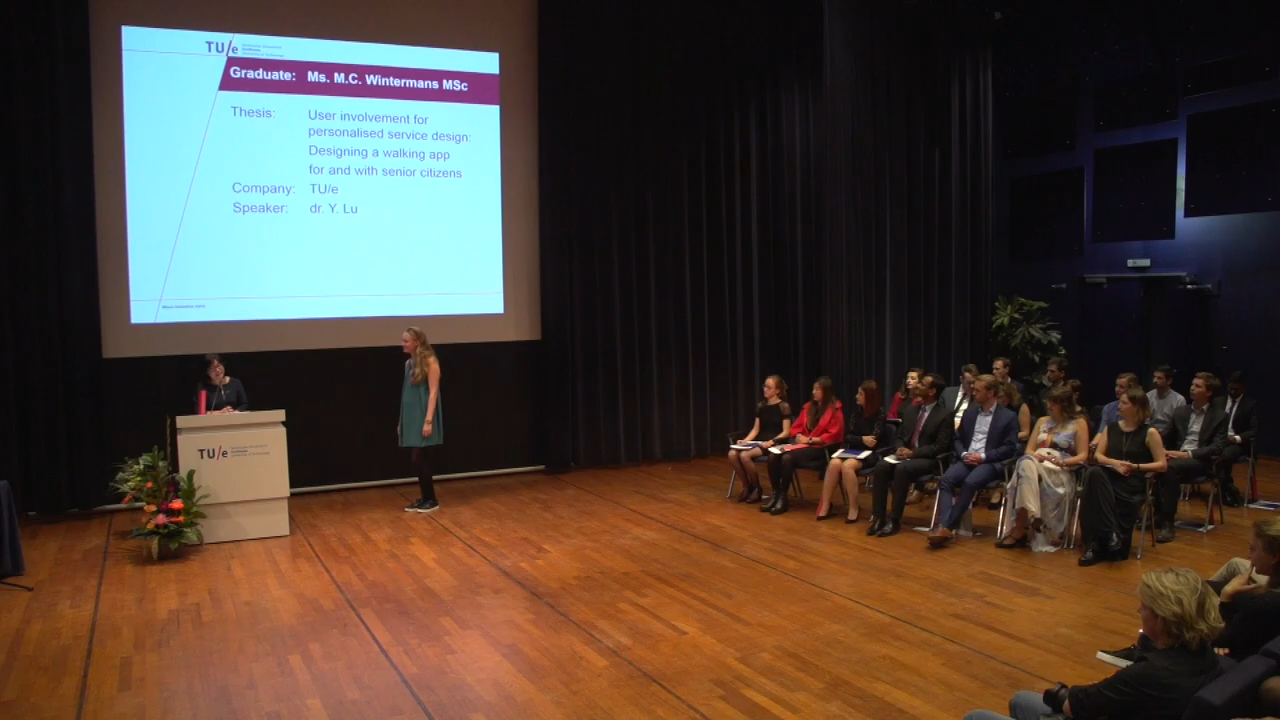 TU/e
Graduate: Ms. M.C. Wintermans MSc
Thesis: User involvement for
personalised service design:
Designing a walking app
for and with senior citizens
Company: TU/e
Speaker: dr. Y. Lu
TU/e